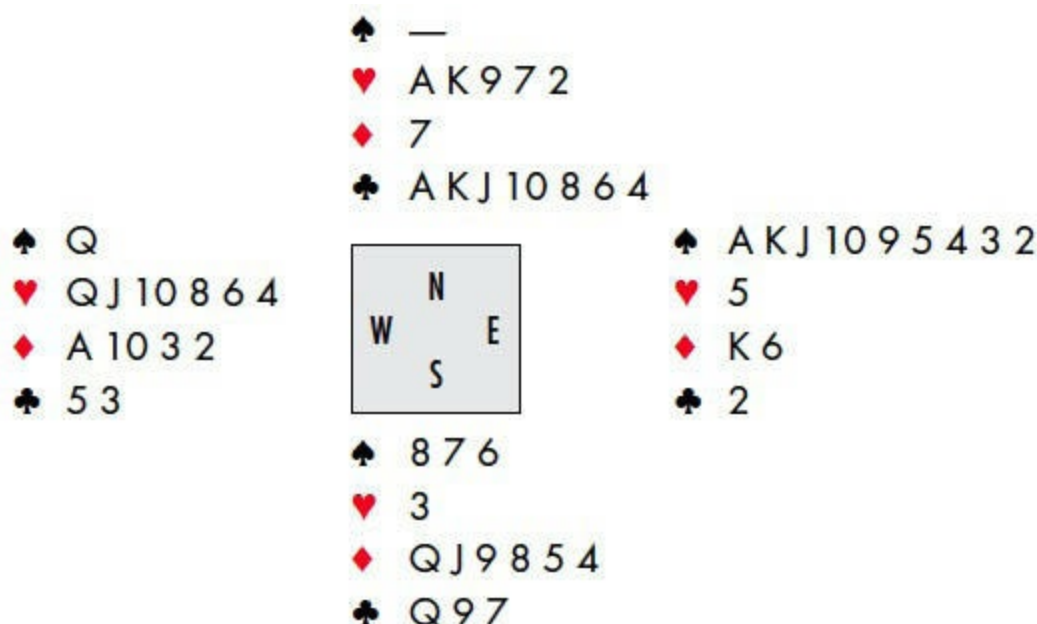 ♠ —
♥ A K 9 7 2
♦ 7
♣ A K J 10 8 6 4
♠ Q
♥ Q J 10 8 6 4
♦ A 10 3 2
♣ 5 3
N
W E
S
♠ A K J 10 9 5 4 3 2
♥ 5
♦ K 6
♣ 2
♠ 8 7 6
♥ 3
♦ Q J 9 8 5 4
♣ Q 9 7